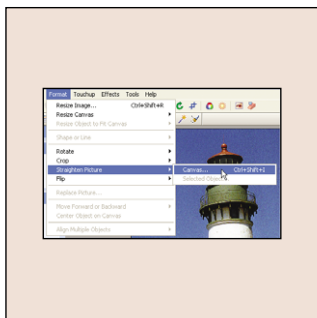 Format Touchup Effects Tools Help
Resize Image... Ctrl+Shift+R
Resize Canvas
Resize Object to Fit Canvas
Shape or Line
Rotate
Crop
Straighten Picture
Canvas... Ctrl+Shift+I
Flip
Selected Object
Replace Picture...
Move Forward or Backward
Center Object on Canvas
Align Multiple Objects